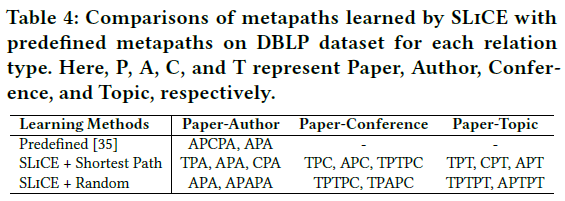 Table 4: Comparisons of metapaths learned by SLiCE with
predefined metapaths on DBLP dataset for each relation
type. Here, P, A, C, and T represent Paper, Author, Confer-
ence, and Topic, respectively.
Learning Methods Paper-Author Paper-Conference Paper-Topic
Predefined [35] APCPA, APA - -
SLiCE + Shortest Path TPA, APA, CPA TPC, APC, TPTPC TPT, CPT, APT
SLiCE + Random APA, APAPA TPTPC, TPAPC TPTPT, APTPT